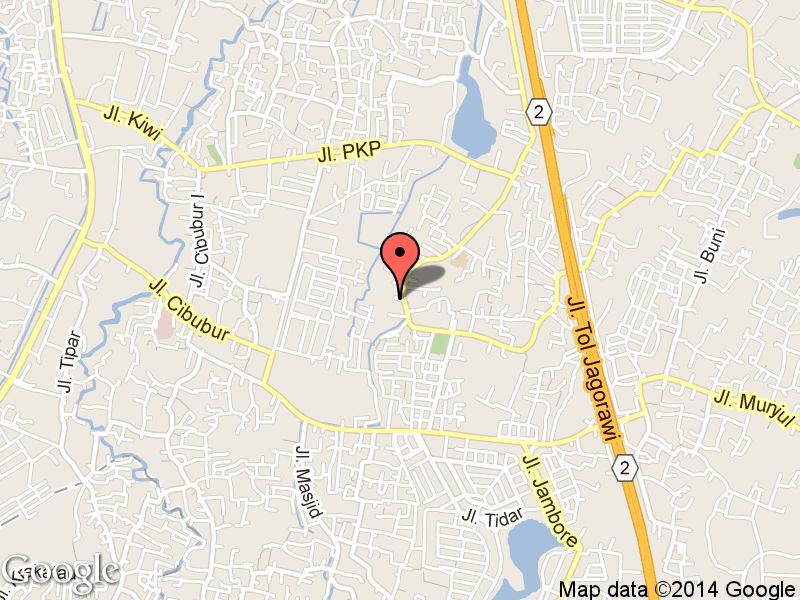 2
Jl. Kiwi
Jl. PKP
Jl. Cibubur I
Jl. Buni
Jl. Cibubur
Jl. Tipar
Jl. Tol Jagorawi
Jl. Murjul
Jl. Masjid
2
Jl. Jambore
Jl. Tidar
Google
Map data ©2014 Google